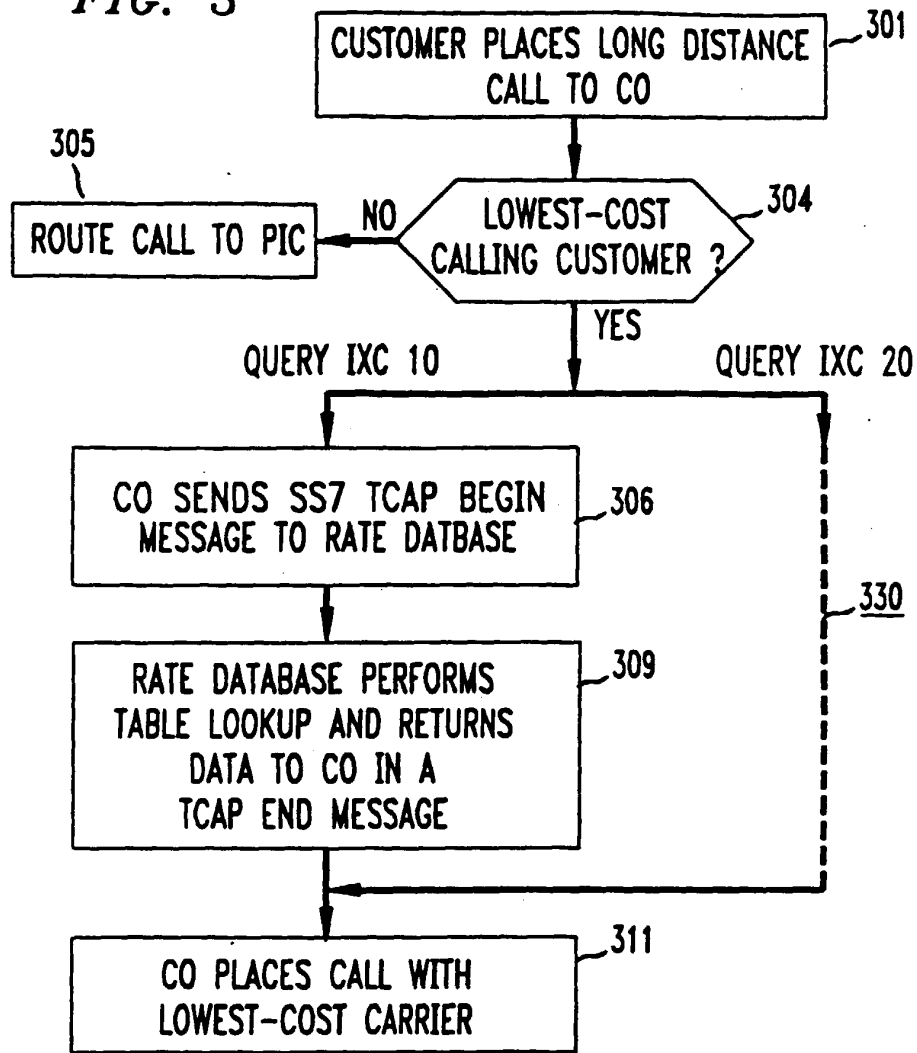 FIG. 3
CUSTOMER PLACES LONG DISTANCE
CALL TO CO
301
305
ROUTE CALL TO PIC
NO
LOWEST-COST
CALLING CUSTOMER ?
304
YES
QUERY IXC 10
QUERY IXC 20
CO SENDS SS7 TCAP BEGIN
MESSAGE TO RATE DATBASE
306
330
RATE DATABASE PERFORMS
TABLE LOOKUP AND RETURNS
DATA TO CO IN A
TCAP END MESSAGE
309
CO PLACES CALL WITH
LOWEST-COST CARRIER
311